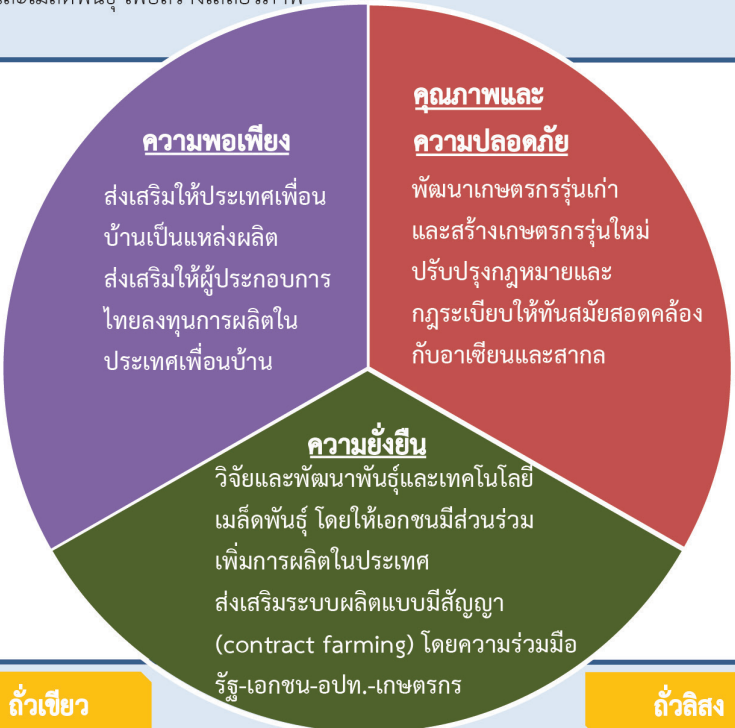 ความพอเพียง
ส่งเสริมให้ประเทศเพื่อน
บ้านเป็นแหล่งผลิต
ส่งเสริมให้ผู้ประกอบการ
ไทยลงทุนการผลิตใน
ประเทศเพื่อนบ้าน
คุณภาพและ
ความปลอดภัย
พัฒนาเกษตรกรรุ่นเก่า
และสร้างเกษตรกรรุ่นใหม่
ปรับปรุงกฎหมายและ
กฎระเบียบให้ทันสมัยสอดคล้อง
กับอาเซียนและสากล
ความยั่งยืน
วิจัยและพัฒนาพันธุ์และเทคโนโลยี
เมล็ดพันธุ์ โดยให้เอกชนมีส่วนร่วม
เพิ่มการผลิตในประเทศ
ส่งเสริมระบบผลิตแบบมีสัญญา
(contract farming) โดยความร่วมมือ
รัฐ-เอกชน-อปท.-เกษตรกร
ถั่วเขียว
ถั่วลิสง